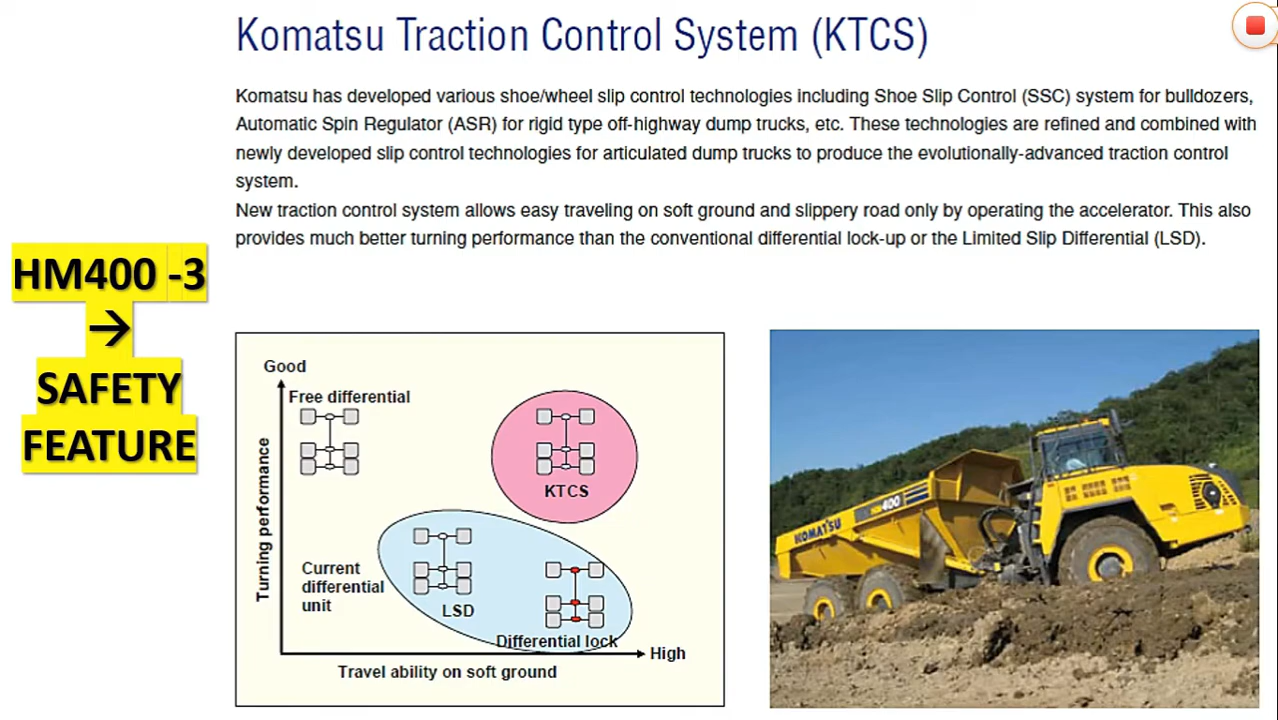 Komatsu Traction Control System (KTCS)
Komatsu has developed various shoe/wheel slip control technologies including Shoe Slip Control (SSC) system for bulldozers,
Automatic Spin Regulator (ASR) for rigid type off-highway dump trucks, etc. These technologies are refined and combined with
newly developed slip control technologies for articulated dump trucks to produce the evolutionally-advanced traction control
system.
New traction control system allows easy traveling on soft ground and slippery road only by operating the accelerator. This also
provides much better turning performance than the conventional differential lock-up or the Limited Slip Differential (LSD).
HM400 -3
→
SAFETY
FEATURE
Good
Free differential
Turning performance
KTCS
Current
differential
unit
LSD
Differential lock
High
Travel ability on soft ground
KOMATSU
HM400